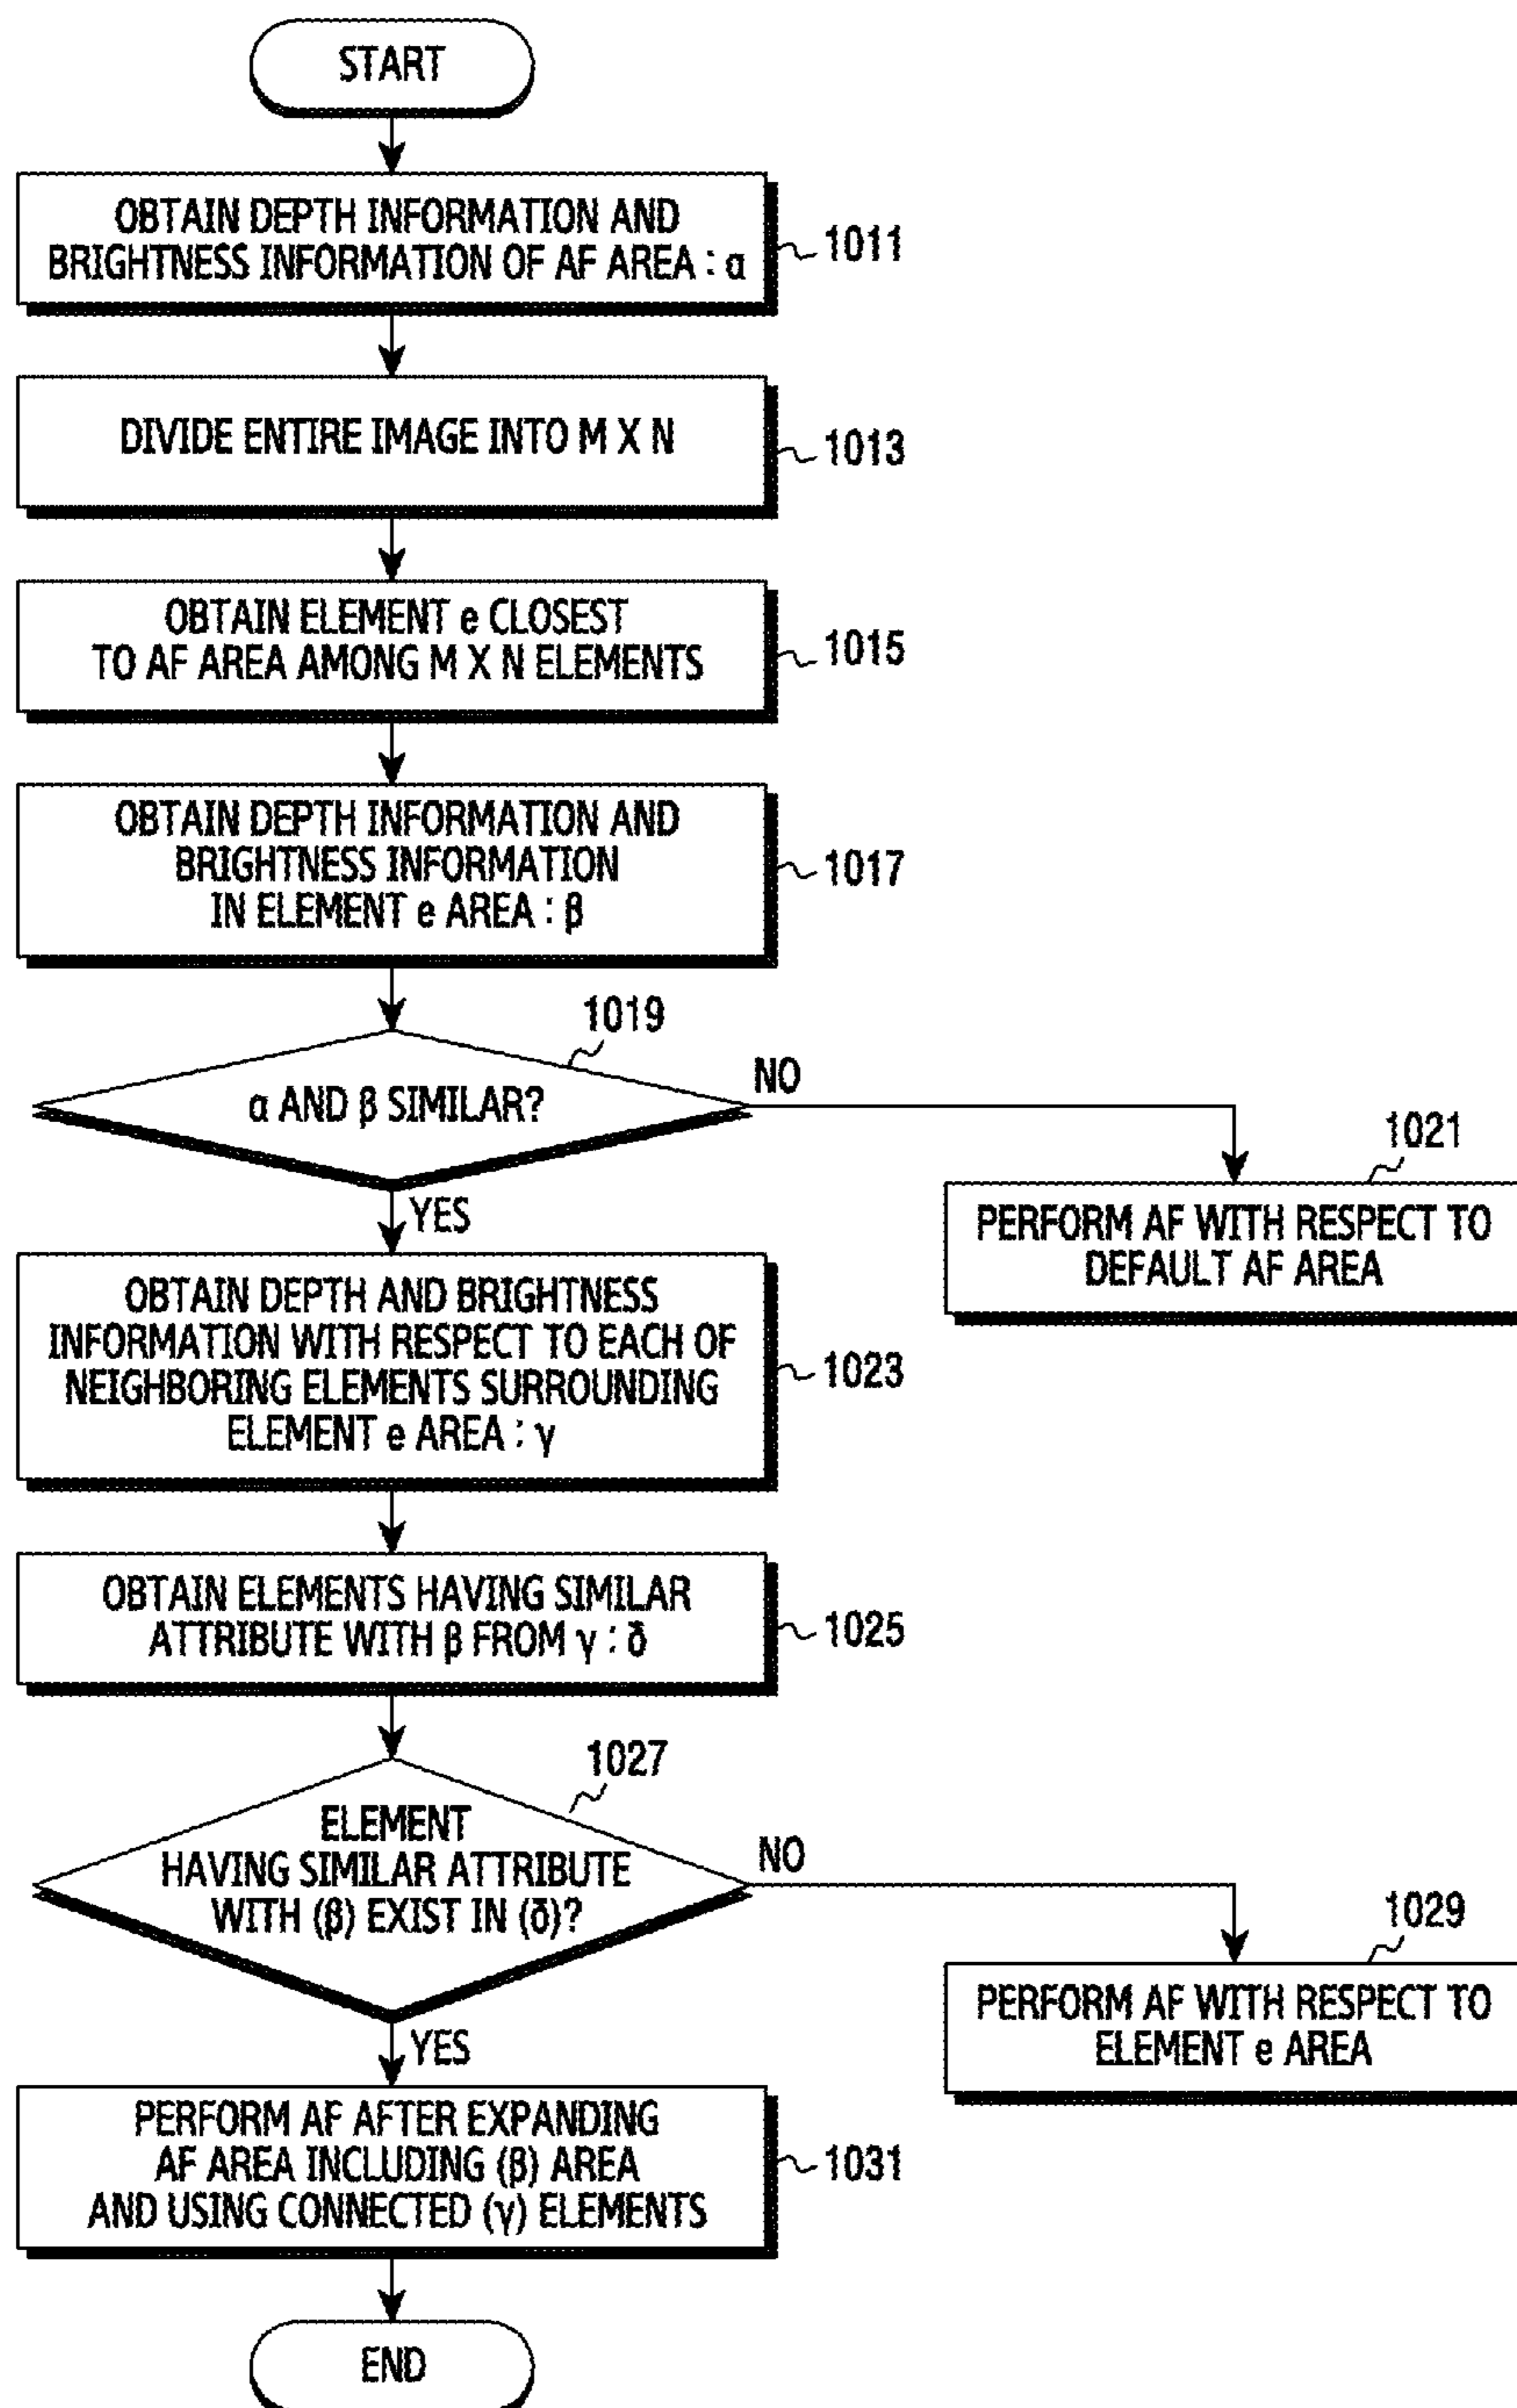 START
OBTAIN DEPTH INFORMATION AND
BRIGHTNESS INFORMATION OF AF AREA : α
1011
DIVIDE ENTIRE IMAGE INTO M X N
1013
OBTAIN ELEMENT e CLOSEST
TO AF AREA AMONG M X N ELEMENTS
1015
OBTAIN DEPTH INFORMATION AND
BRIGHTNESS INFORMATION
IN ELEMENT e AREA : β
1017
1019
α AND β SIMILAR?
NO
YES
1021
PERFORM AF WITH RESPECT TO
DEFAULT AF AREA
OBTAIN DEPTH AND BRIGHTNESS
INFORMATION WITH RESPECT TO EACH OF
NEIGHBORING ELEMENTS SURROUNDING
ELEMENT e AREA : γ
1023
OBTAIN ELEMENTS HAVING SIMILAR
ATTRIBUTE WITH β FROM γ : δ
1025
1027
ELEMENT
HAVING SIMILAR ATTRIBUTE
WITH (β) EXIST IN (δ)?
NO
YES
1029
PERFORM AF WITH RESPECT TO
ELEMENT e AREA
PERFORM AF AFTER EXPANDING
AF AREA INCLUDING (β) AREA
AND USING CONNECTED (γ) ELEMENTS
1031
END